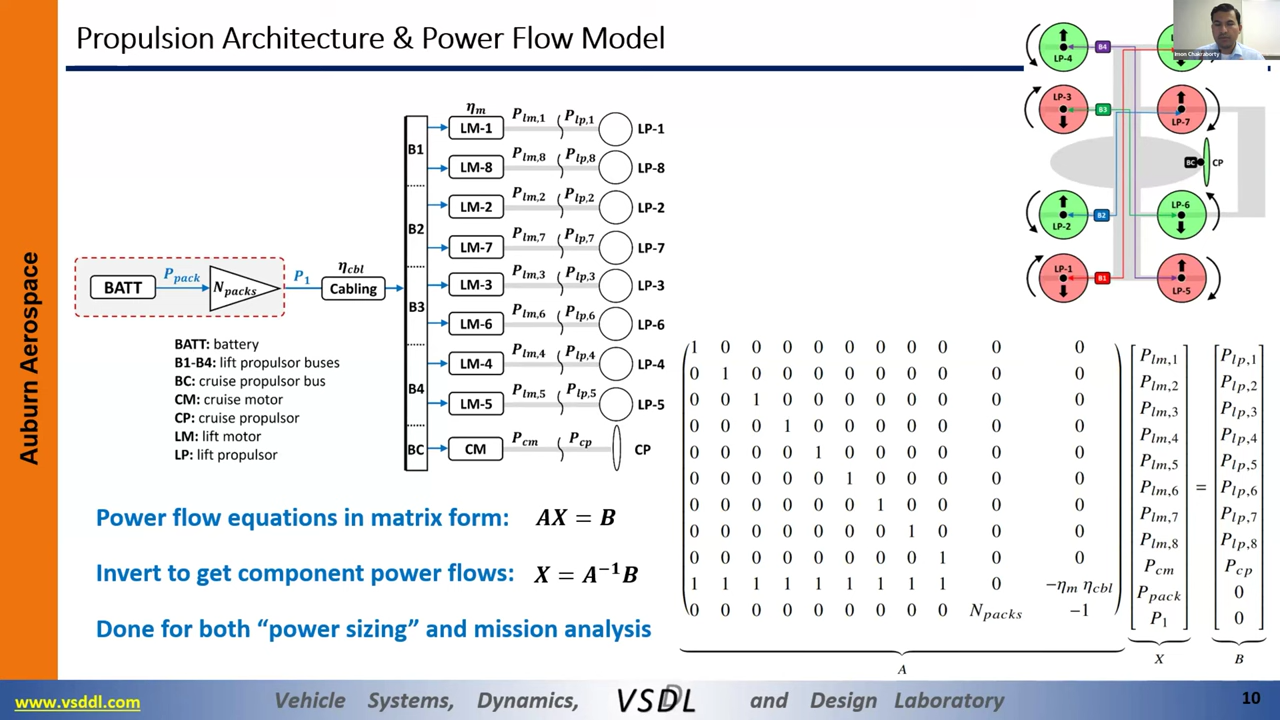 Propulsion Architecture & Power Flow Model
Imon Chakraborty
Auburn Aerospace
BATT
P_pack
N_packs
P_1
η_cbl
Cabling
B1
B2
B3
B4
BC
η_m
LM-1 P_lm,1 P_lp,1 LP-1
LM-8 P_lm,8 P_lp,8 LP-8
LM-2 P_lm,2 P_lp,2 LP-2
LM-7 P_lm,7 P_lp,7 LP-7
LM-3 P_lm,3 P_lp,3 LP-3
LM-6 P_lm,6 P_lp,6 LP-6
LM-4 P_lm,4 P_lp,4 LP-4
LM-5 P_lm,5 P_lp,5 LP-5
CM P_cm P_cp CP
BATT: battery
B1-B4: lift propulsor buses
BC: cruise propulsor bus
CM: cruise motor
CP: cruise propulsor
LM: lift motor
LP: lift propulsor
LP-4 B4
LP-3 B3 LP-7
BC CP
LP-2 B2 LP-6
LP-1 B1 LP-5
Power flow equations in matrix form: AX = B
Invert to get component power flows: X = A⁻¹B
Done for both “power sizing” and mission analysis
1 0 0 0 0 0 0 0 0 0 0 P_lm,1 P_lp,1
0 1 0 0 0 0 0 0 0 0 0 P_lm,2 P_lp,2
0 0 1 0 0 0 0 0 0 0 0 P_lm,3 P_lp,3
0 0 0 1 0 0 0 0 0 0 0 P_lm,4 P_lp,4
0 0 0 0 1 0 0 0 0 0 0 P_lm,5 P_lp,5
0 0 0 0 0 1 0 0 0 0 0 P_lm,6 = P_lp,6
0 0 0 0 0 0 1 0 0 0 0 P_lm,7 P_lp,7
0 0 0 0 0 0 0 1 0 0 0 P_lm,8 P_lp,8
0 0 0 0 0 0 0 0 1 0 0 P_cm P_cp
1 1 1 1 1 1 1 1 1 0 −η_m η_cbl P_pack 0
0 0 0 0 0 0 0 0 0 N_packs −1 P_1 0
A X B
www.vsddl.com
Vehicle Systems, Dynamics, VSDDL and Design Laboratory
10